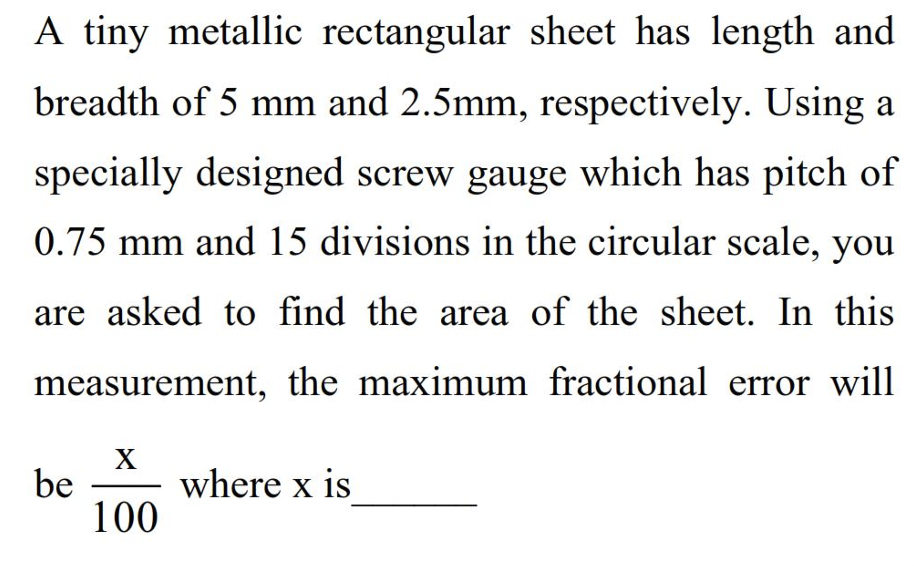 A tiny metallic rectangular sheet has length and
breadth of 5 mm and 2.5mm, respectively. Using a
specially designed screw gauge which has pitch of
0.75 mm and 15 divisions in the circular scale, you
are asked to find the area of the sheet. In this
measurement, the maximum fractional error will
be x/100 where x is______